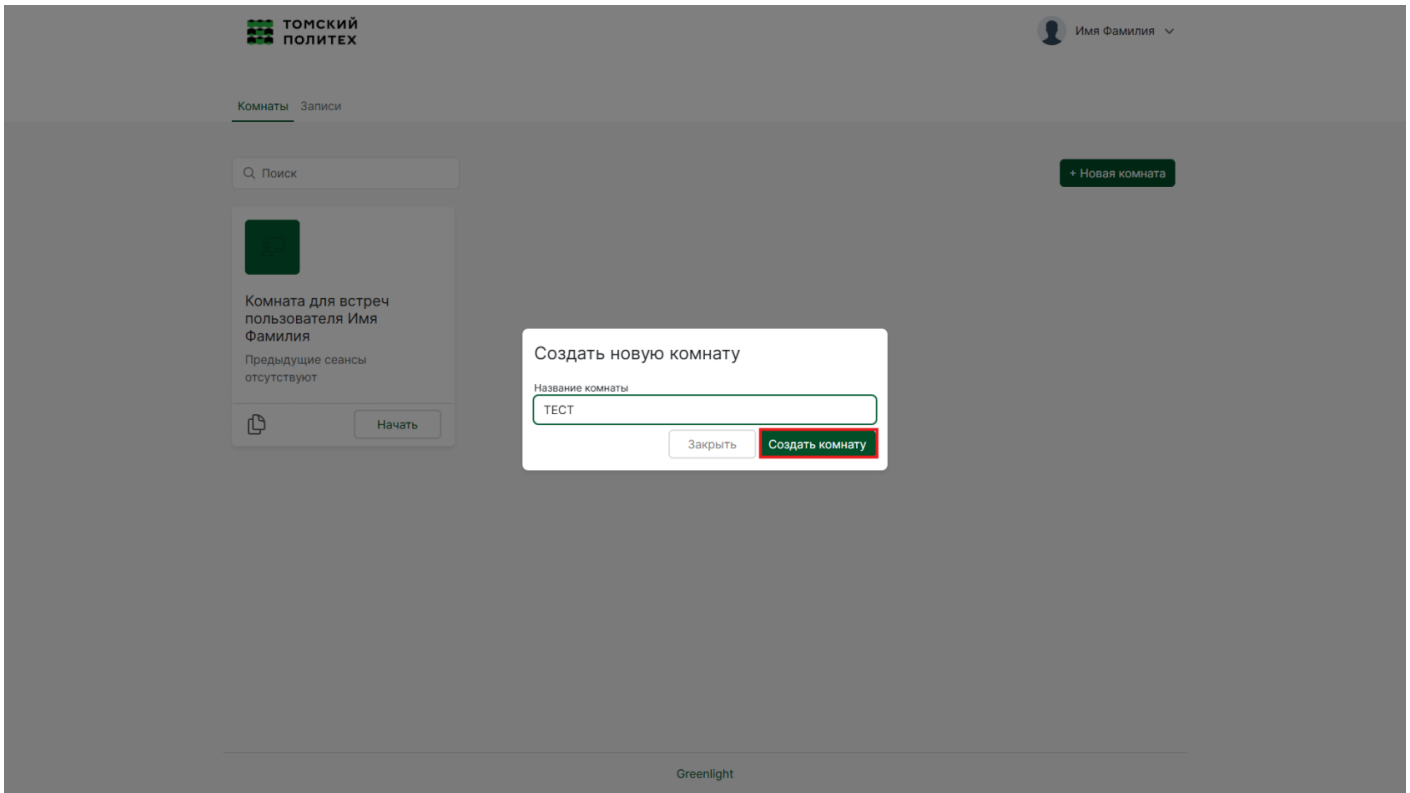 ТОМСКИЙ
ПОЛИТЕХ
Имя Фамилия
Комнаты Записи
Поиск
+ Новая комната
Комната для встреч
пользователя Имя
Фамилия
Предыдущие сеансы
отсутствуют
Начать
Создать новую комнату
Название комнаты
ТЕСТ
Закрыть Создать комнату
Greenlight